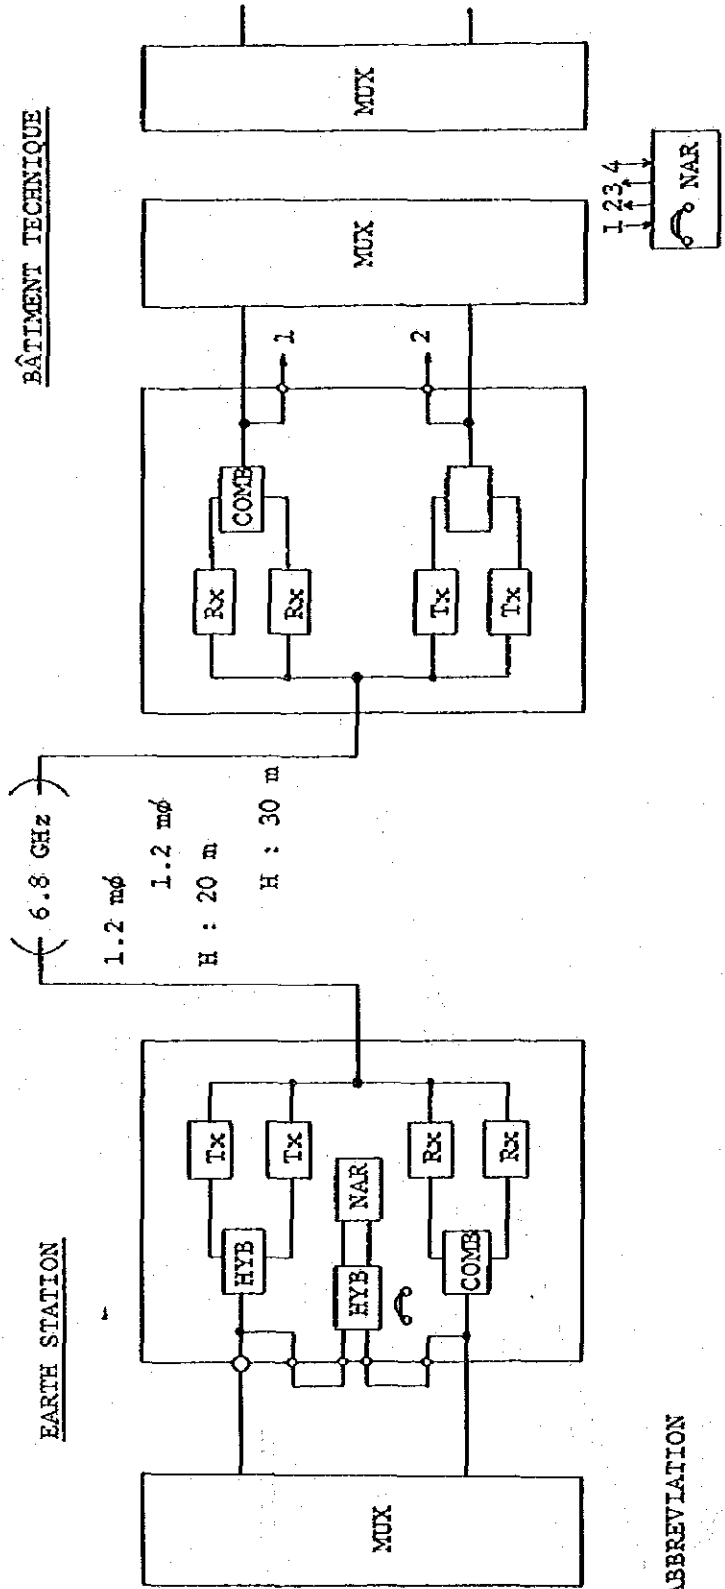 EARTH STATION
BÂTIMENT TECHNIQUE
6.8 GHz
1.2 mø
1.2 mø
H : 20 m
H : 30 m
MUX
HYB
Tx
Tx
HYB
NAR
COMB
Rx
Rx
Rx
Rx
COMB
Tx
Tx
1
2
MUX
MUX
1 2 3 4
NAR
ABBREVIATION